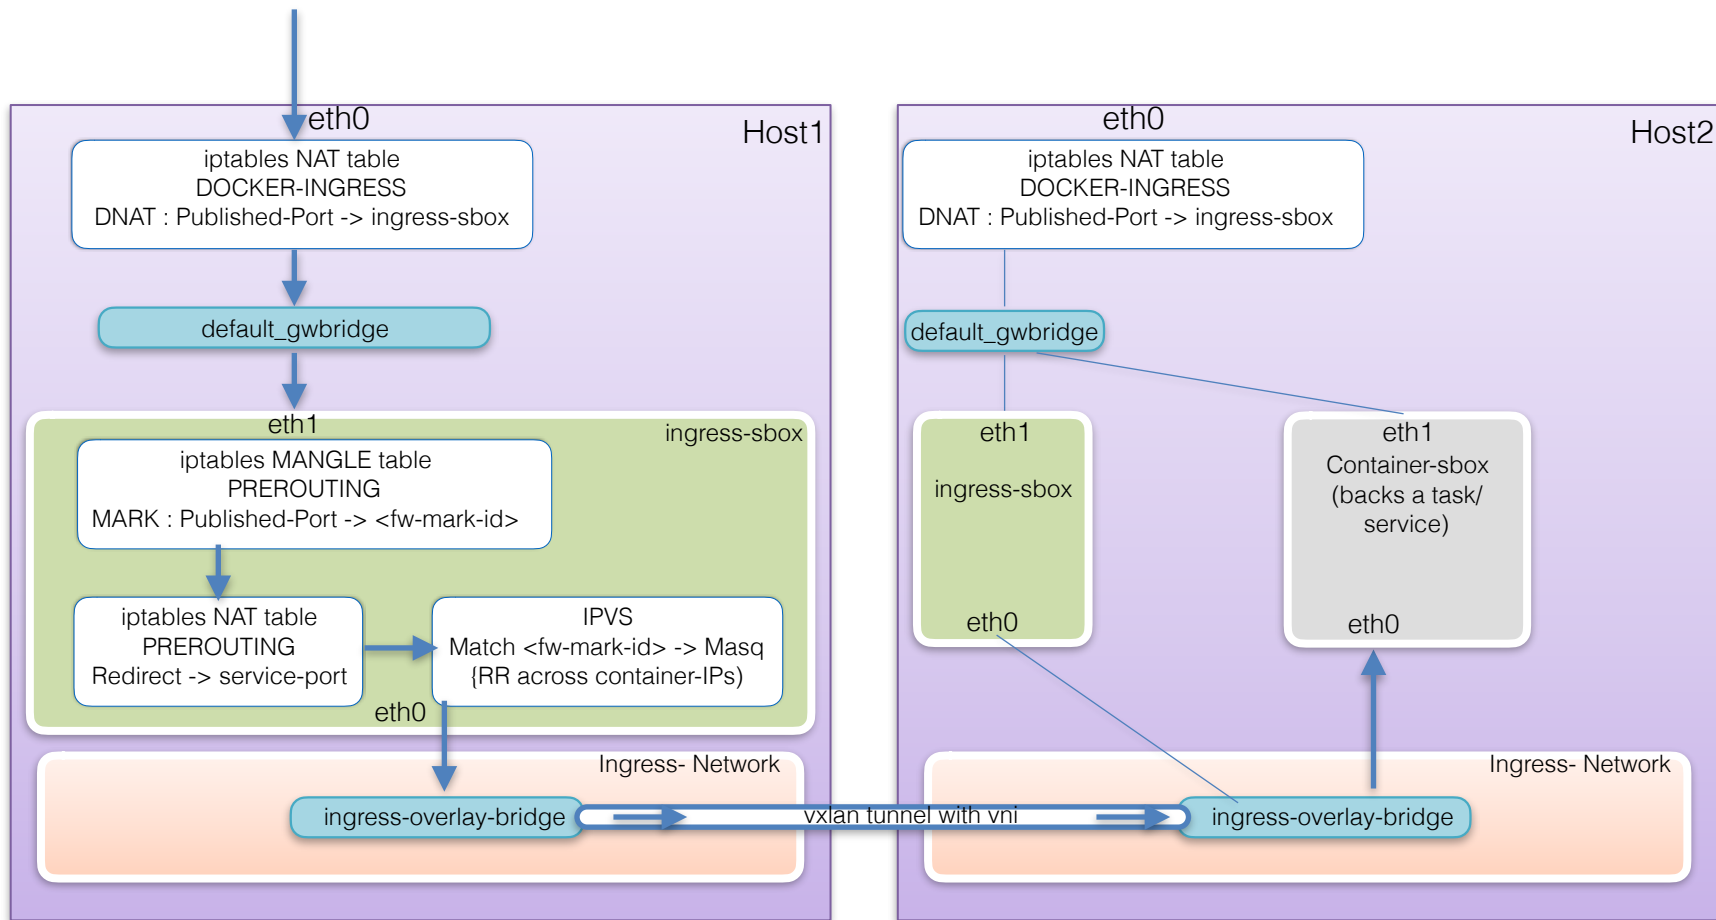 eth0
Host1
iptables NAT table
DOCKER-INGRESS
DNAT : Published-Port -> ingress-sbox
default_gwbridge
eth1
ingress-sbox
iptables MANGLE table
PREROUTING
MARK : Published-Port -> <fw-mark-id>
iptables NAT table
PREROUTING
Redirect -> service-port
IPVS
Match <fw-mark-id> -> Masq
{RR across container-IPs)
eth0
Ingress- Network
ingress-overlay-bridge
vxlan tunnel with vni
eth0
Host2
iptables NAT table
DOCKER-INGRESS
DNAT : Published-Port -> ingress-sbox
default_gwbridge
eth1
ingress-sbox
eth0
eth1
Container-sbox
(backs a task/
service)
eth0
Ingress- Network
ingress-overlay-bridge